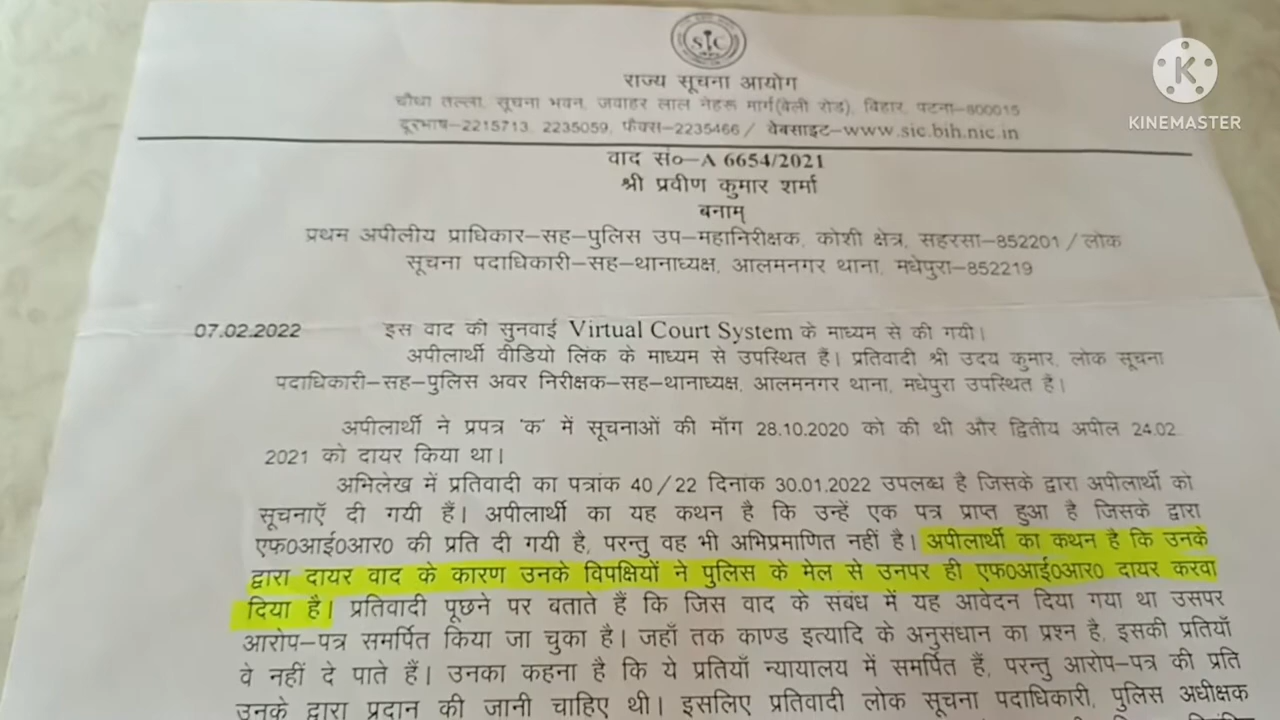 SIC
राज्य सूचना आयोग
चौथा तल्ला, सूचना भवन, जवाहर लाल नेहरू मार्ग(बेली रोड), बिहार, पटना-800015
दूरभाष-2215713, 2235059, फैक्स-2235466 / वेबसाइट-www.sic.bih.nic.in
K
KINEMASTER
वाद सं०-A 6654/2021
श्री प्रवीण कुमार शर्मा
बनाम्
प्रथम अपीलीय प्राधिकार-सह-पुलिस उप-महानिरीक्षक, कोशी क्षेत्र, सहरसा-852201 / लोक
सूचना पदाधिकारी-सह-थानाध्यक्ष, आलमनगर थाना, मधेपुरा-852219
07.02.2022 इस वाद की सुनवाई Virtual Court System के माध्यम से की गयी।
अपीलार्थी वीडियो लिंक के माध्यम से उपस्थित हैं। प्रतिवादी श्री उदय कुमार, लोक सूचना
पदाधिकारी-सह-पुलिस अवर निरीक्षक-सह-थानाध्यक्ष, आलमनगर थाना, मधेपुरा उपस्थित हैं।
अपीलार्थी ने प्रपत्र 'क' में सूचनाओं की माँग 28.10.2020 को की थी और द्वितीय अपील 24.02.
2021 को दायर किया था।
अभिलेख में प्रतिवादी का पत्रांक 40/22 दिनांक 30.01.2022 उपलब्ध है जिसके द्वारा अपीलार्थी को
सूचनाएँ दी गयी हैं। अपीलार्थी का यह कथन है कि उन्हें एक पत्र प्राप्त हुआ है जिसके द्वारा
एफ0आई0आर0 की प्रति दी गयी है, परन्तु वह भी अभिप्रमाणित नहीं है। अपीलार्थी का कथन है कि उनके
द्वारा दायर वाद के कारण उनके विपक्षियों ने पुलिस के मेल से उनपर ही एफ0आई0आर0 दायर करवा
दिया है। प्रतिवादी पूछने पर बताते हैं कि जिस वाद के संबंध में यह आवेदन दिया गया था उसपर
आरोप-पत्र समर्पित किया जा चुका है। जहाँ तक काण्ड इत्यादि के अनुसंधान का प्रश्न है, इसकी प्रतियाँ
वे नहीं दे पाते हैं। उनका कहना है कि ये प्रतियाँ न्यायालय में समर्पित हैं, परन्तु आरोप-पत्र की प्रति
उनके द्वारा प्रदान की जानी चाहिए थी। इसलिए प्रतिवादी लोक सूचना पदाधिकारी, पुलिस अधीक्षक